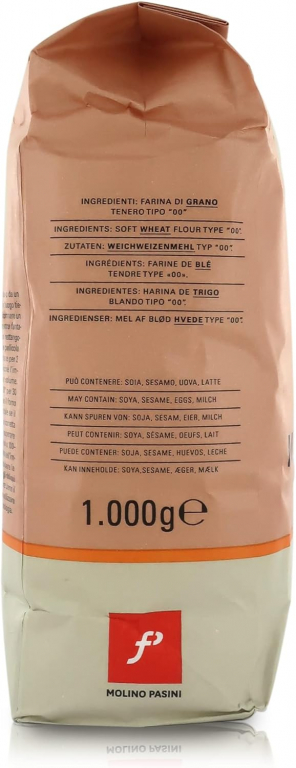 INGREDIENTI: FARINA DI GRANO
TENERO TIPO "00".
INGREDIENTS: SOFT WHEAT FLOUR TYPE "00".
ZUTATEN: WEICHWEIZENMEHL TYP "00".
INGRÉDIENTS: FARINE DE BLÉ
TENDRE TYPE «00».
INGREDIENTES: HARINA DE TRIGO
BLANDO TIPO "00".
INGREDIENSER: MEL AF BLØD HVEDE TYPE "00".
PUÒ CONTENERE: SOIA, SESAMO, UOVA, LATTE
MAY CONTAIN: SOYA, SESAME, EGGS, MILCH
KANN SPUREN VON: SOJA, SESAM, EIER, MILCH
PEUT CONTENIR: SOYA, SÉSAME, OEUFS, LAIT
PUEDE CONTENER: SOJA, SESAME, HUEVOS, LECHE
KAN INNEHOLDE: SOYA, SESAME, ÆGER, MÆLK
1.000g℮
MOLINO PASINI